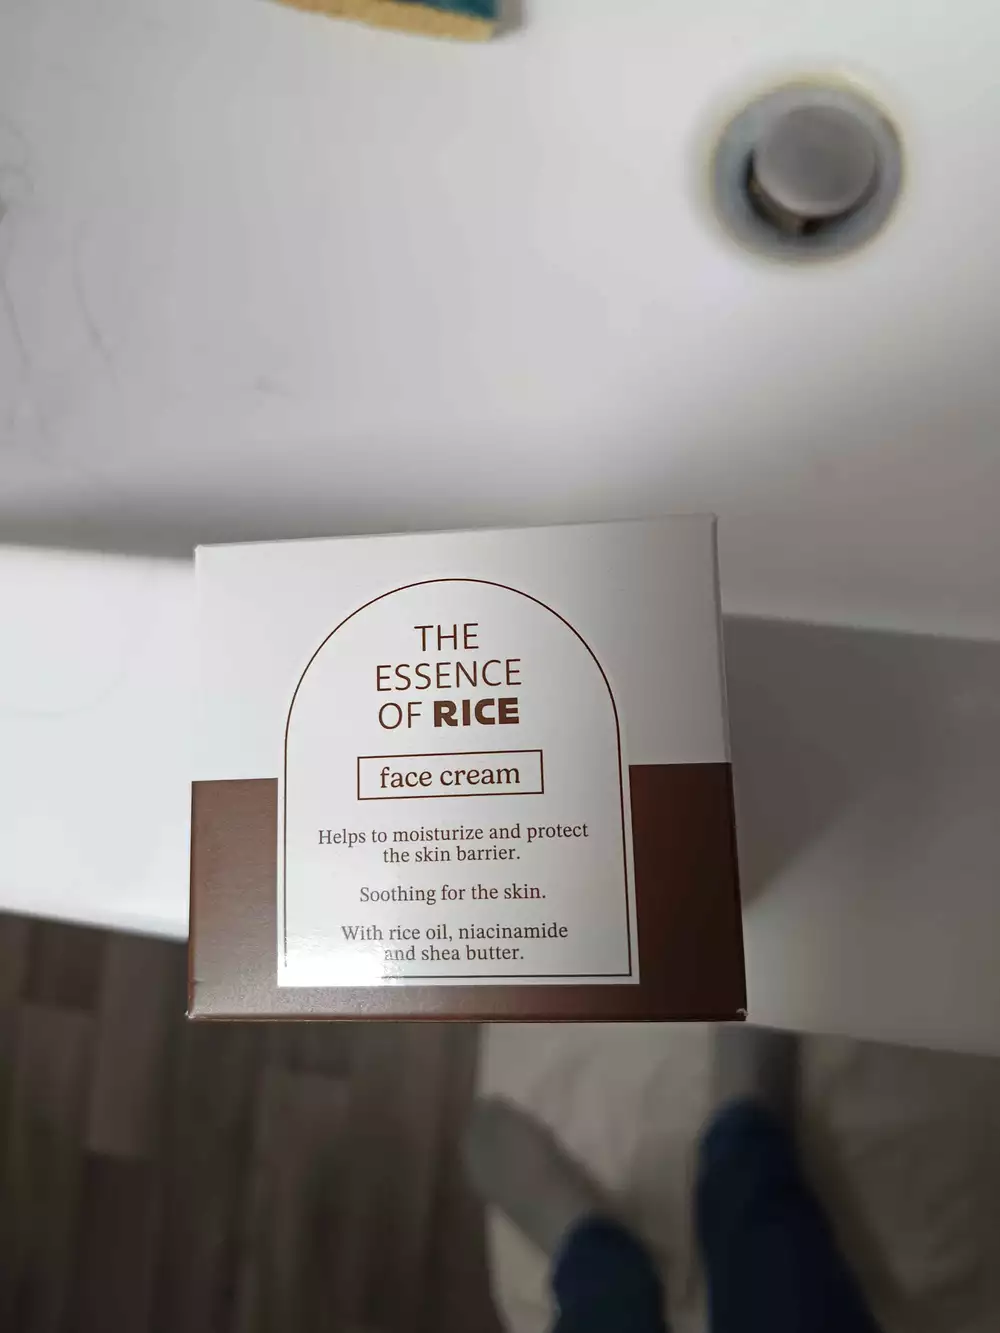 THE
ESSENCE
OF RICE
face cream
Helps to moisturize and protect
the skin barrier.
Soothing for the skin.
With rice oil, niacinamide
and shea butter.